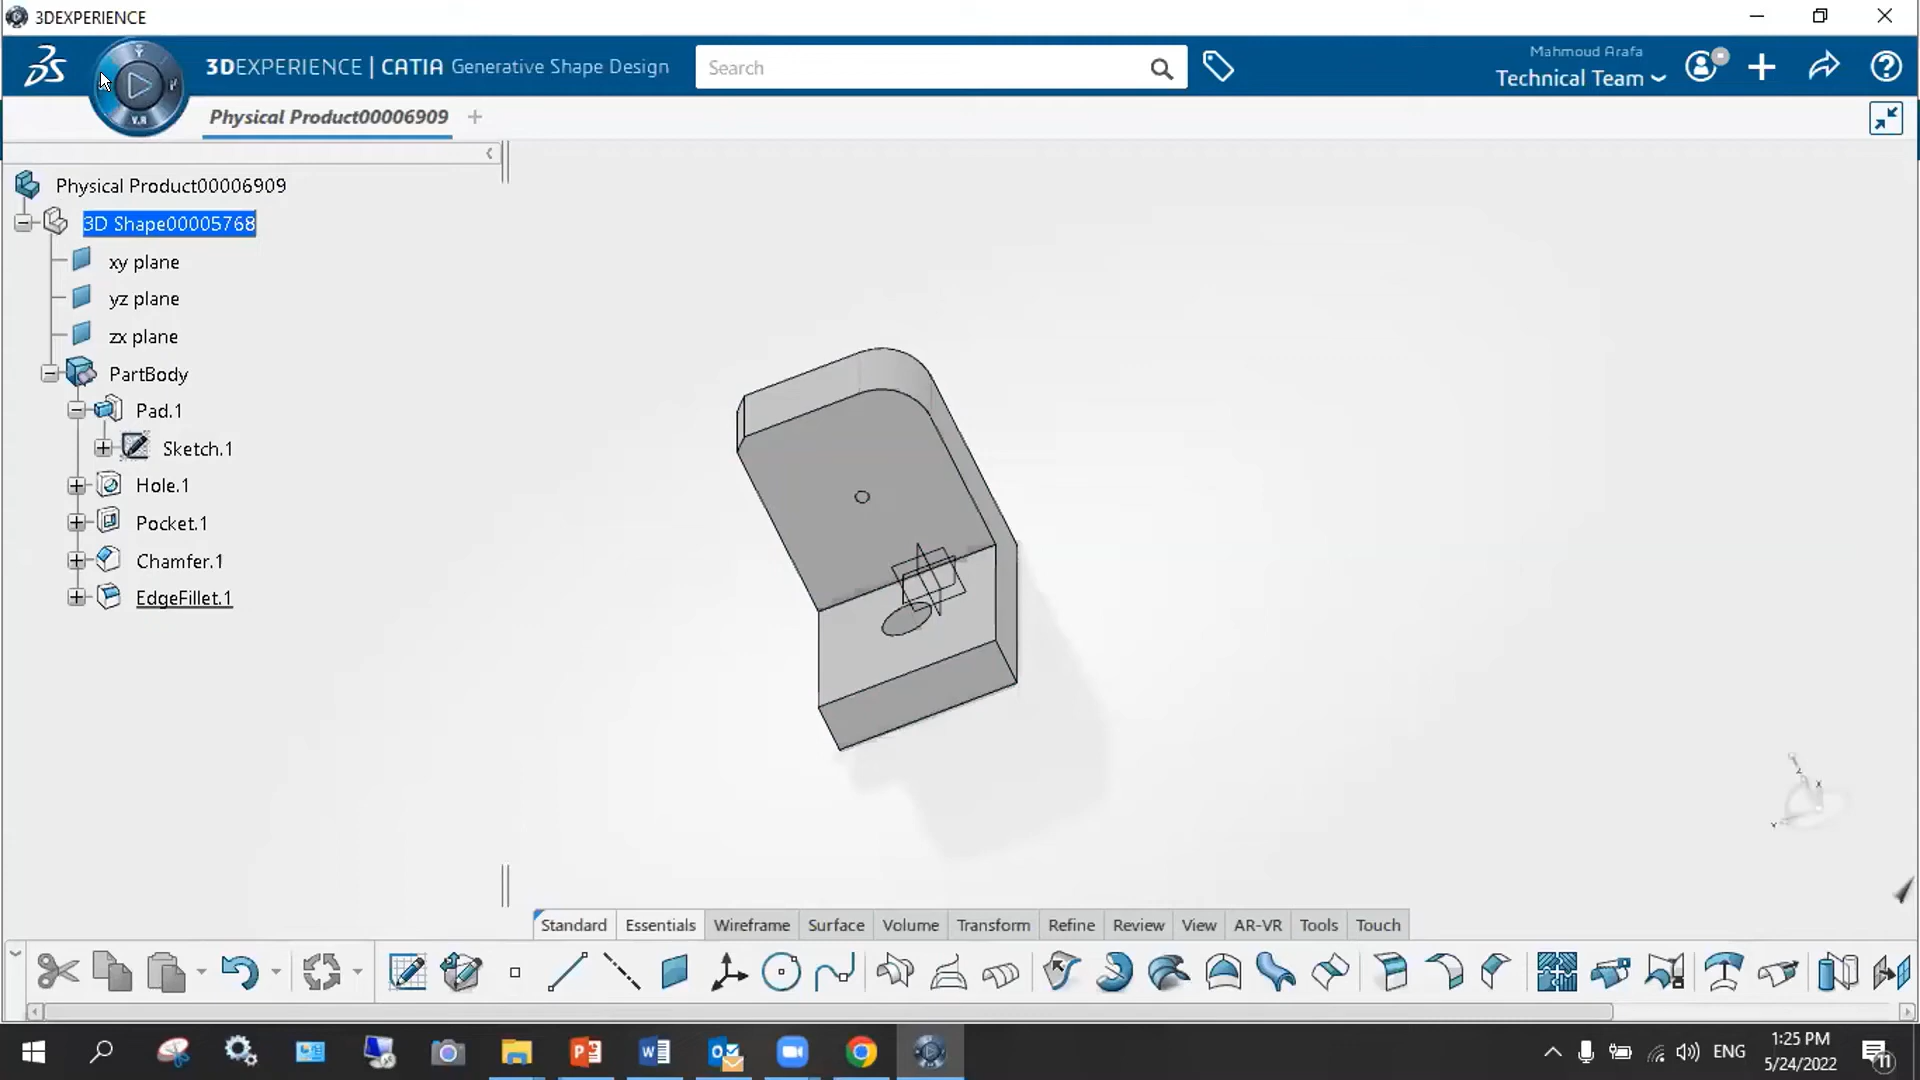 3DEXPERIENCE
3DEXPERIENCE | CATIA Generative Shape Design
Search
Mahmoud Arafa
Technical Team
V.R
Physical Product00006909
Physical Product00006909
3D Shape00005768
xy plane
yz plane
zx plane
PartBody
Pad.1
Sketch.1
Hole.1
Pocket.1
Chamfer.1
EdgeFillet.1
Standard
Essentials
Wireframe
Surface
Volume
Transform
Refine
Review
View
AR-VR
Tools
Touch
ENG
1:25 PM
5/24/2022
11